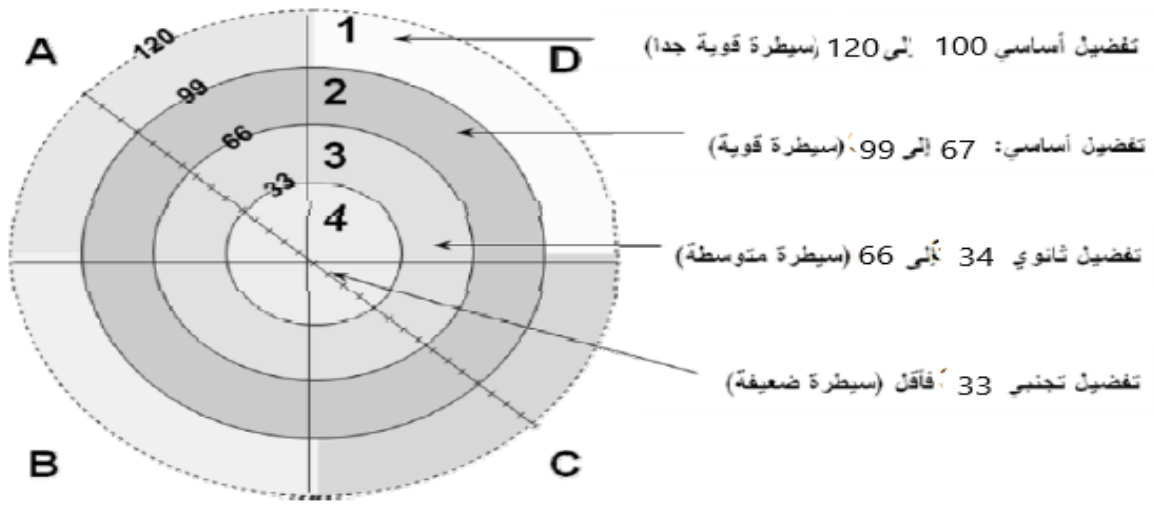 A
D
B
C
120
99
66
33
1
2
3
4
تفضيل أساسي 100 إلى 120 (سيطرة قوية جدا)
تفضيل أساسي: 67 إلى 99 (سيطرة قوية)
تفضيل ثانوي 34 إلى 66 (سيطرة متوسطة)
تفضيل تجنبي 33 فأقل (سيطرة ضعيفة)